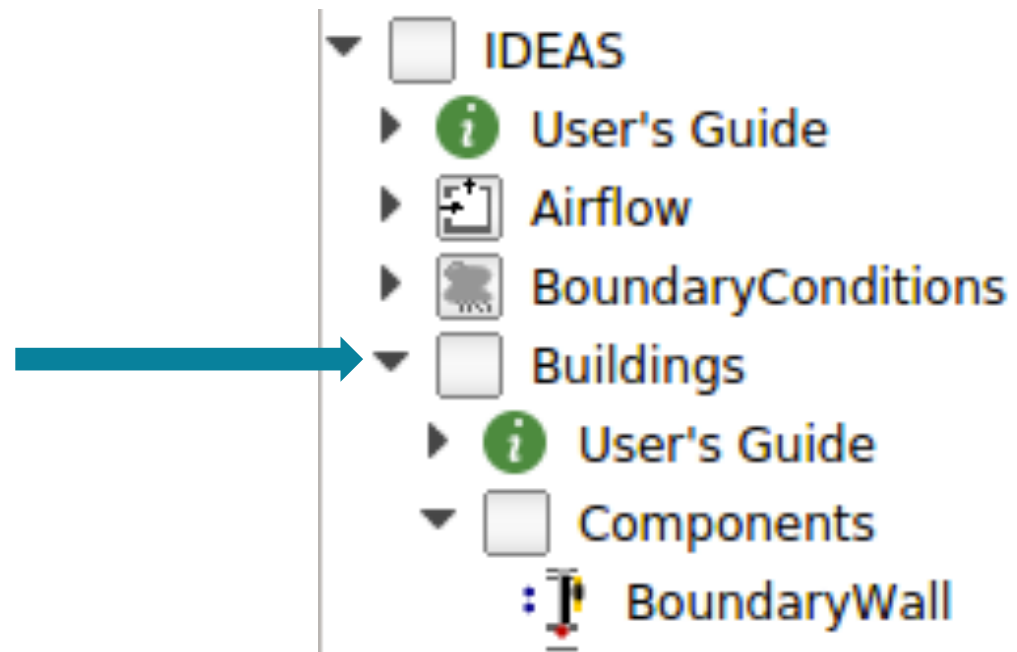 IDEAS
User's Guide
Airflow
BoundaryConditions
Buildings
User's Guide
Components
BoundaryWall